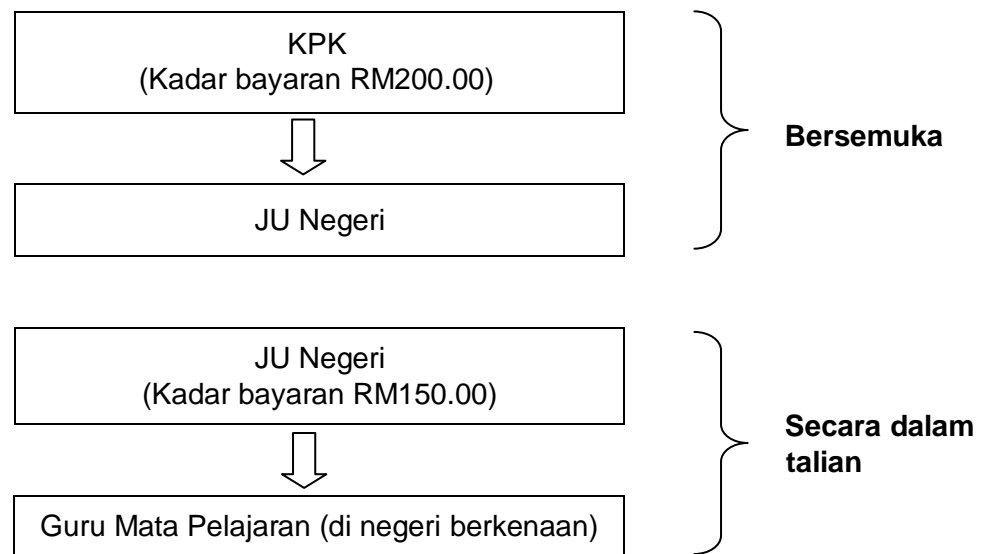 KPK
(Kadar bayaran RM200.00)
Bersemuka
JU Negeri
JU Negeri
(Kadar bayaran RM150.00)
Secara dalam
talian
Guru Mata Pelajaran (di negeri berkenaan)